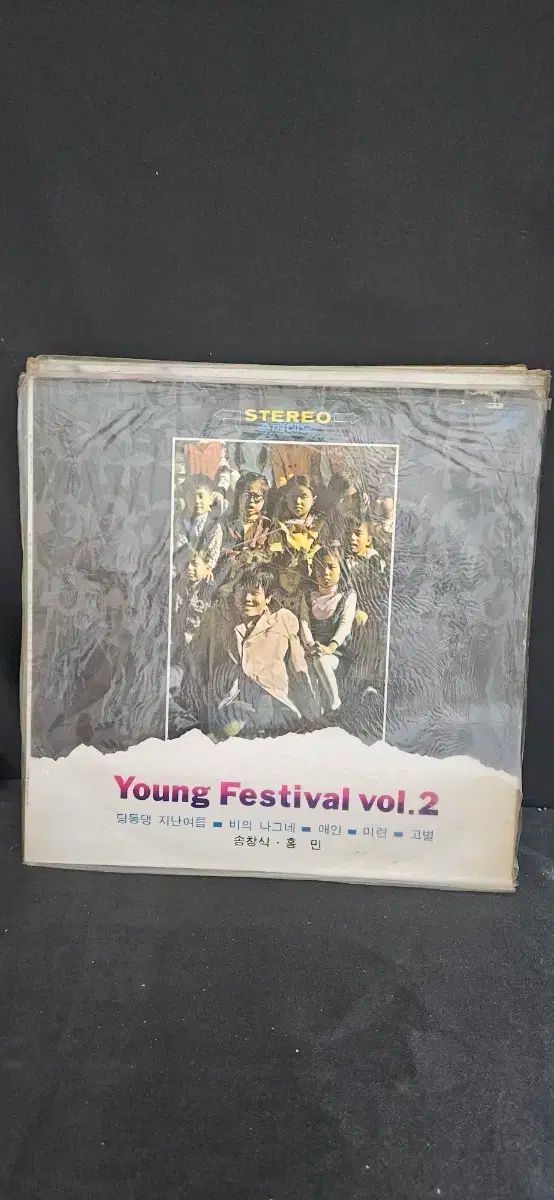 STEREO
Young Festival vol.2
딩동댕 지난여름 ▬ 비의 나그네 ▬ 애인 ▬ 미련 ▬ 고별
송창식 · 홍 민